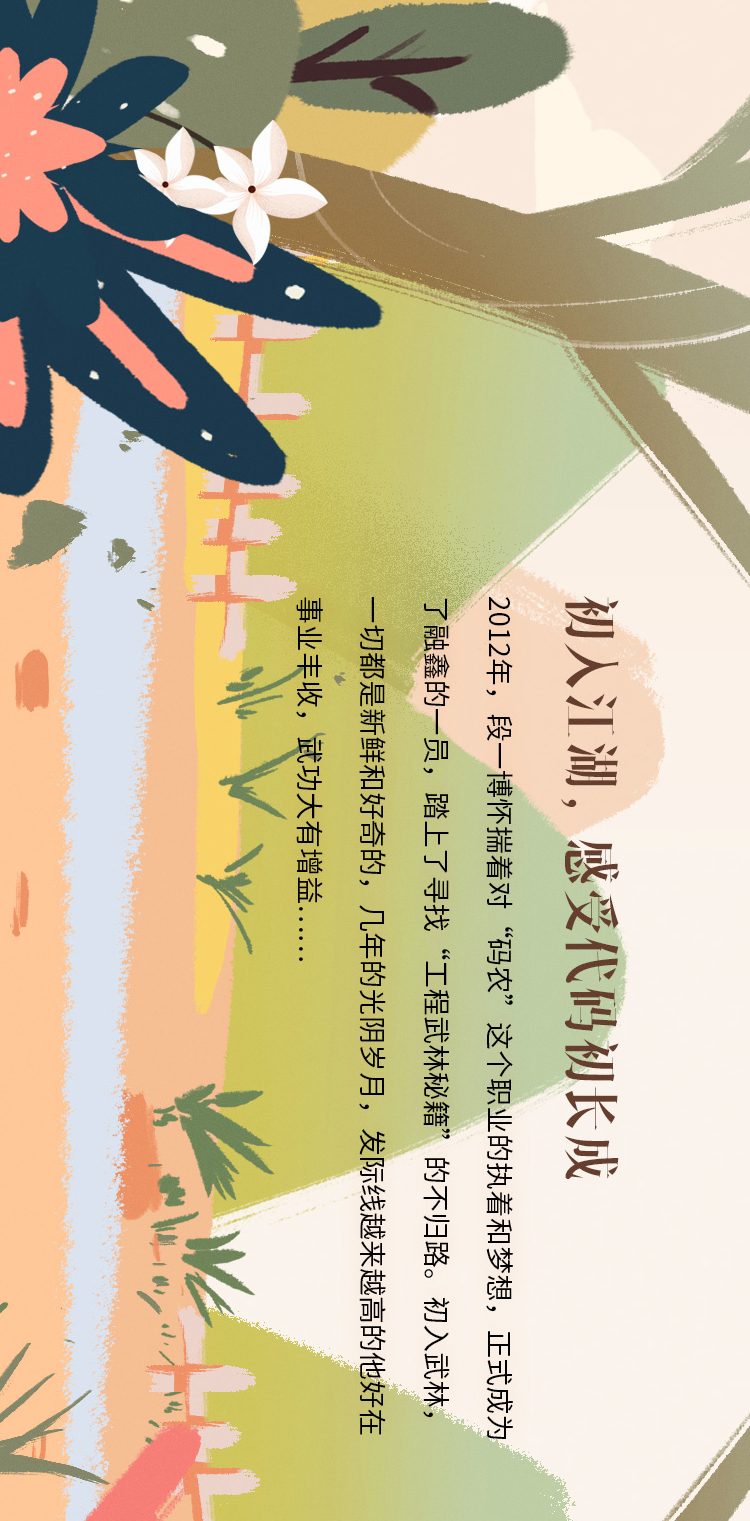 初入江湖，感受代码初长成
2012年，段一博怀揣着对“码农”这个职业的执着和梦想，正式成为
了融鑫的一员，踏上了寻找“工程武林秘籍”的不归路。初入武林，
一切都是新鲜和好奇的，几年的光阴岁月，发际线越来越高的他好在
事业丰收，武功大有增益……